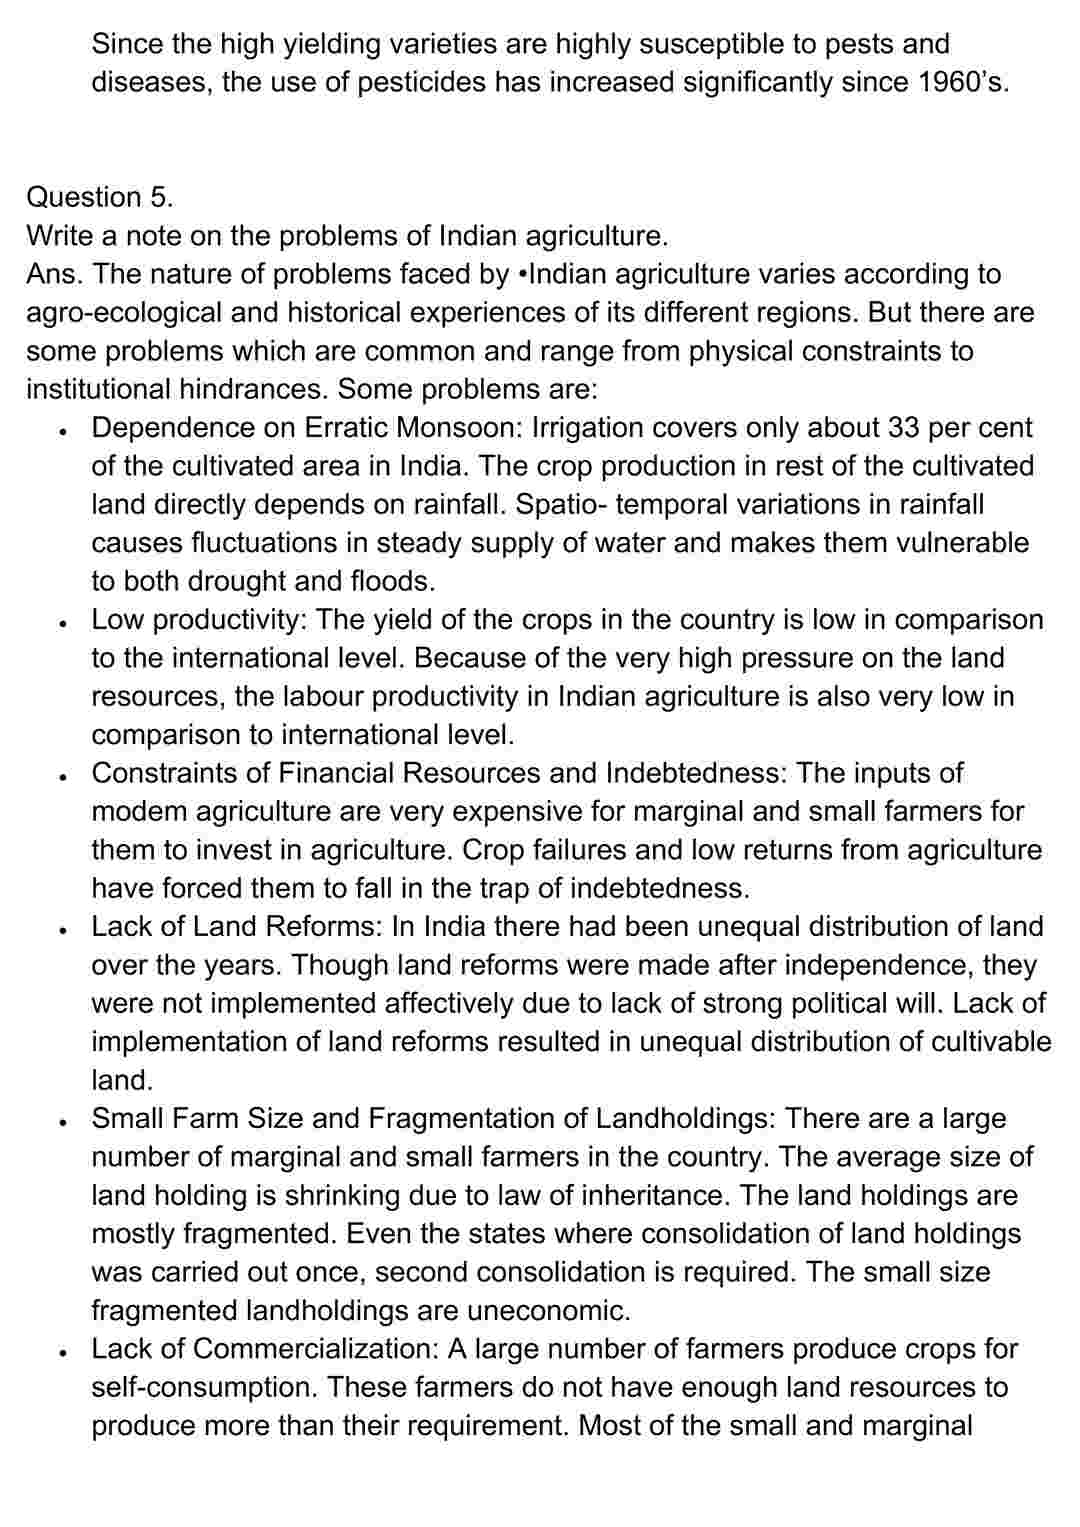 Since the high yielding varieties are highly susceptible to pests and
diseases, the use of pesticides has increased significantly since 1960’s.
Question 5.
Write a note on the problems of Indian agriculture.
Ans. The nature of problems faced by •Indian agriculture varies according to
agro-ecological and historical experiences of its different regions. But there are
some problems which are common and range from physical constraints to
institutional hindrances. Some problems are:
• Dependence on Erratic Monsoon: Irrigation covers only about 33 per cent
of the cultivated area in India. The crop production in rest of the cultivated
land directly depends on rainfall. Spatio- temporal variations in rainfall
causes fluctuations in steady supply of water and makes them vulnerable
to both drought and floods.
• Low productivity: The yield of the crops in the country is low in comparison
to the international level. Because of the very high pressure on the land
resources, the labour productivity in Indian agriculture is also very low in
comparison to international level.
• Constraints of Financial Resources and Indebtedness: The inputs of
modem agriculture are very expensive for marginal and small farmers for
them to invest in agriculture. Crop failures and low returns from agriculture
have forced them to fall in the trap of indebtedness.
• Lack of Land Reforms: In India there had been unequal distribution of land
over the years. Though land reforms were made after independence, they
were not implemented affectively due to lack of strong political will. Lack of
implementation of land reforms resulted in unequal distribution of cultivable
land.
• Small Farm Size and Fragmentation of Landholdings: There are a large
number of marginal and small farmers in the country. The average size of
land holding is shrinking due to law of inheritance. The land holdings are
mostly fragmented. Even the states where consolidation of land holdings
was carried out once, second consolidation is required. The small size
fragmented landholdings are uneconomic.
• Lack of Commercialization: A large number of farmers produce crops for
self-consumption. These farmers do not have enough land resources to
produce more than their requirement. Most of the small and marginal